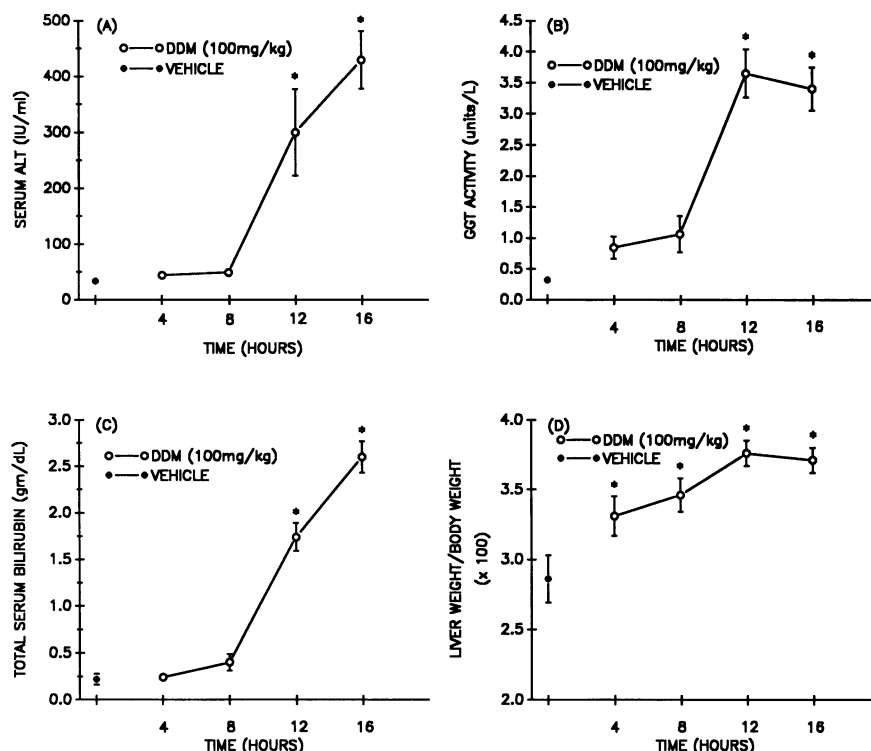 (A)
DDM (100mg/kg)
VEHICLE
SERUM ALT (IU/ml)
500
400
300
200
100
0
* *
4 8 12 16
TIME (HOURS)
(B)
DDM (100mg/kg)
VEHICLE
GGT ACTIVITY (units/L)
4.5
4.0
3.5
3.0
2.5
2.0
1.5
1.0
0.5
0.0
* *
4 8 12 16
TIME (HOURS)
(C)
DDM (100mg/kg)
VEHICLE
TOTAL SERUM BILIRUBIN (gm/dL)
3.0
2.5
2.0
1.5
1.0
0.5
0.0
* *
4 8 12 16
TIME (HOURS)
(D)
DDM (100mg/kg)
VEHICLE
LIVER WEIGHT/BODY WEIGHT
(x 100)
4.0
3.5
3.0
2.5
2.0
* * * *
4 8 12 16
TIME (HOURS)